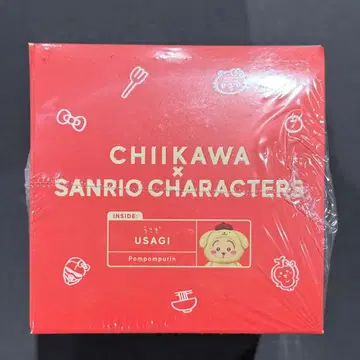 CHIIKAWA
×
SANRIO CHARACTERS
INSIDE:
うさぎ
USAGI
Pompompurin